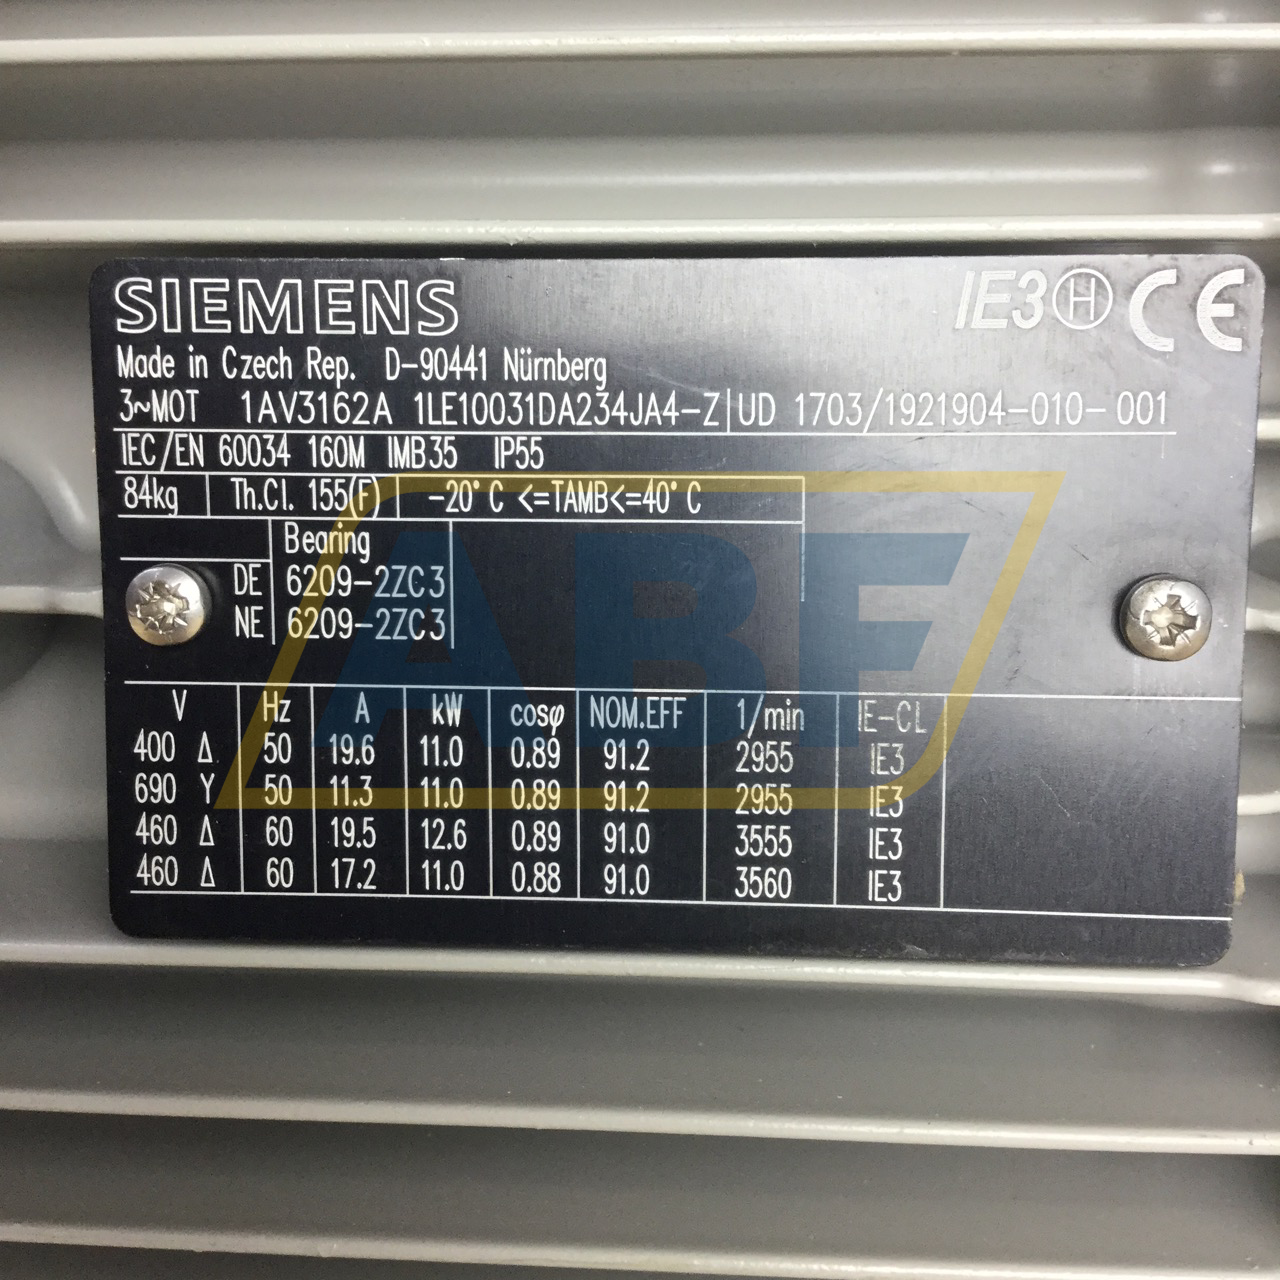 SIEMENS IE3 H CE
Made in Czech Rep. D-90441 Nürnberg
3~MOT 1AV3162A 1LE10031DA234JA4-Z UD 1703/1921904-010-001
IEC/EN 60034 160M IMB35 IP55
84kg Th.Cl. 155(F) -20°C <=TAMB<=40°C
Bearing
DE 6209-2ZC3
NE 6209-2ZC3
ABF
V Hz A kW cosφ NOM.EFF 1/min IE-CL
400 Δ 50 19.6 11.0 0.89 91.2 2955 IE3
690 Y 50 11.3 11.0 0.89 91.2 2955 IE3
460 Δ 60 19.5 12.6 0.89 91.0 3555 IE3
460 Δ 60 17.2 11.0 0.88 91.0 3560 IE3